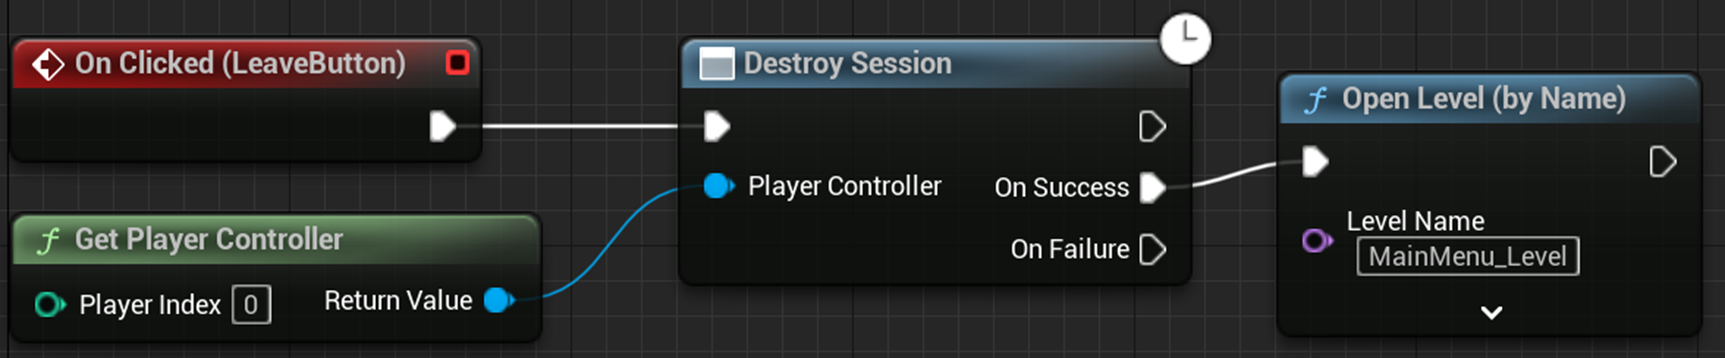 On Clicked (LeaveButton)
Get Player Controller
Player Index 0 Return Value
Destroy Session
Player Controller On Success
On Failure
Open Level (by Name)
Level Name
MainMenu_Level